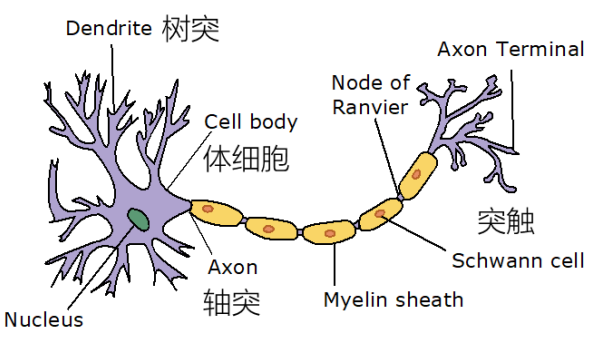 Dendrite 树突
Axon Terminal
Node of
Ranvier
Cell body
体细胞
突触
Schwann cell
Axon
轴突
Myelin sheath
Nucleus